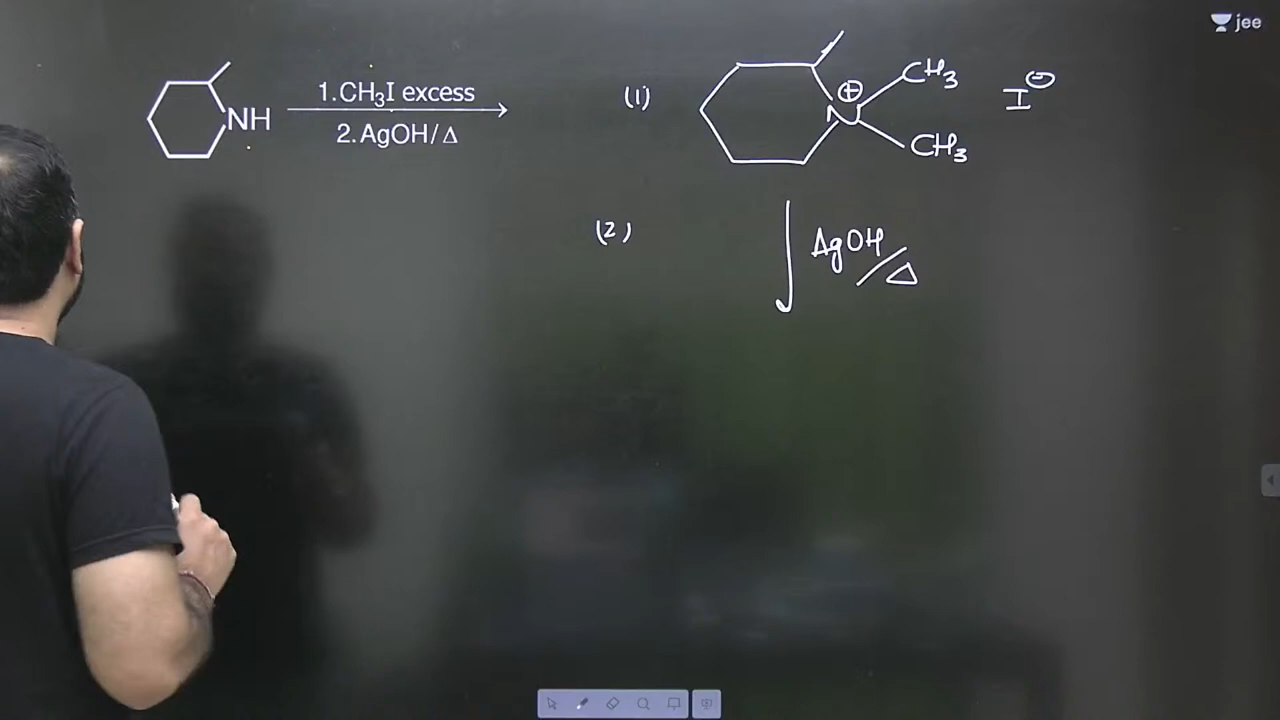 jee
NH
1.CH₃I excess
2.AgOH/Δ
(1)
N⊕
CH₃
CH₃
I⊖
(2)
AgOH/Δ